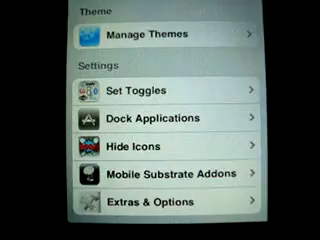 Theme
Manage Themes
Settings
Set Toggles
Dock Applications
Hide Icons
Mobile Substrate Addons
Extras & Options